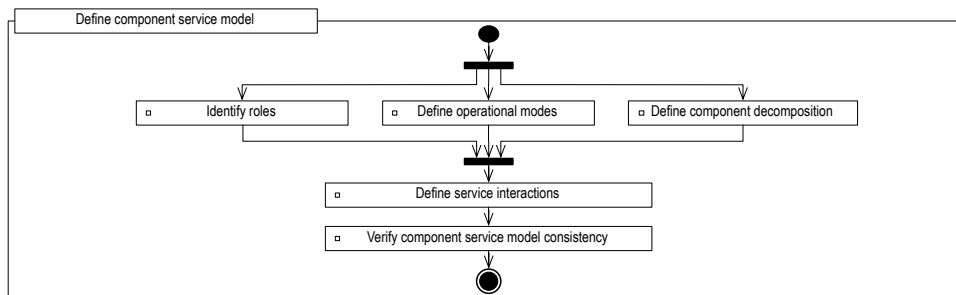 Define component service model
Identify roles
Define operational modes
Define component decomposition
Define service interactions
Verify component service model consistency